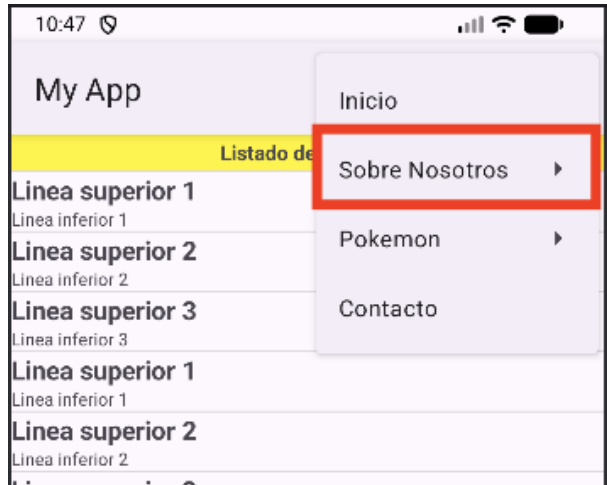 10:47
My App
Inicio
Listado de
Sobre Nosotros
Pokemon
Contacto
Linea superior 1
Linea inferior 1
Linea superior 2
Linea inferior 2
Linea superior 3
Linea inferior 3
Linea superior 1
Linea inferior 1
Linea superior 2
Linea inferior 2